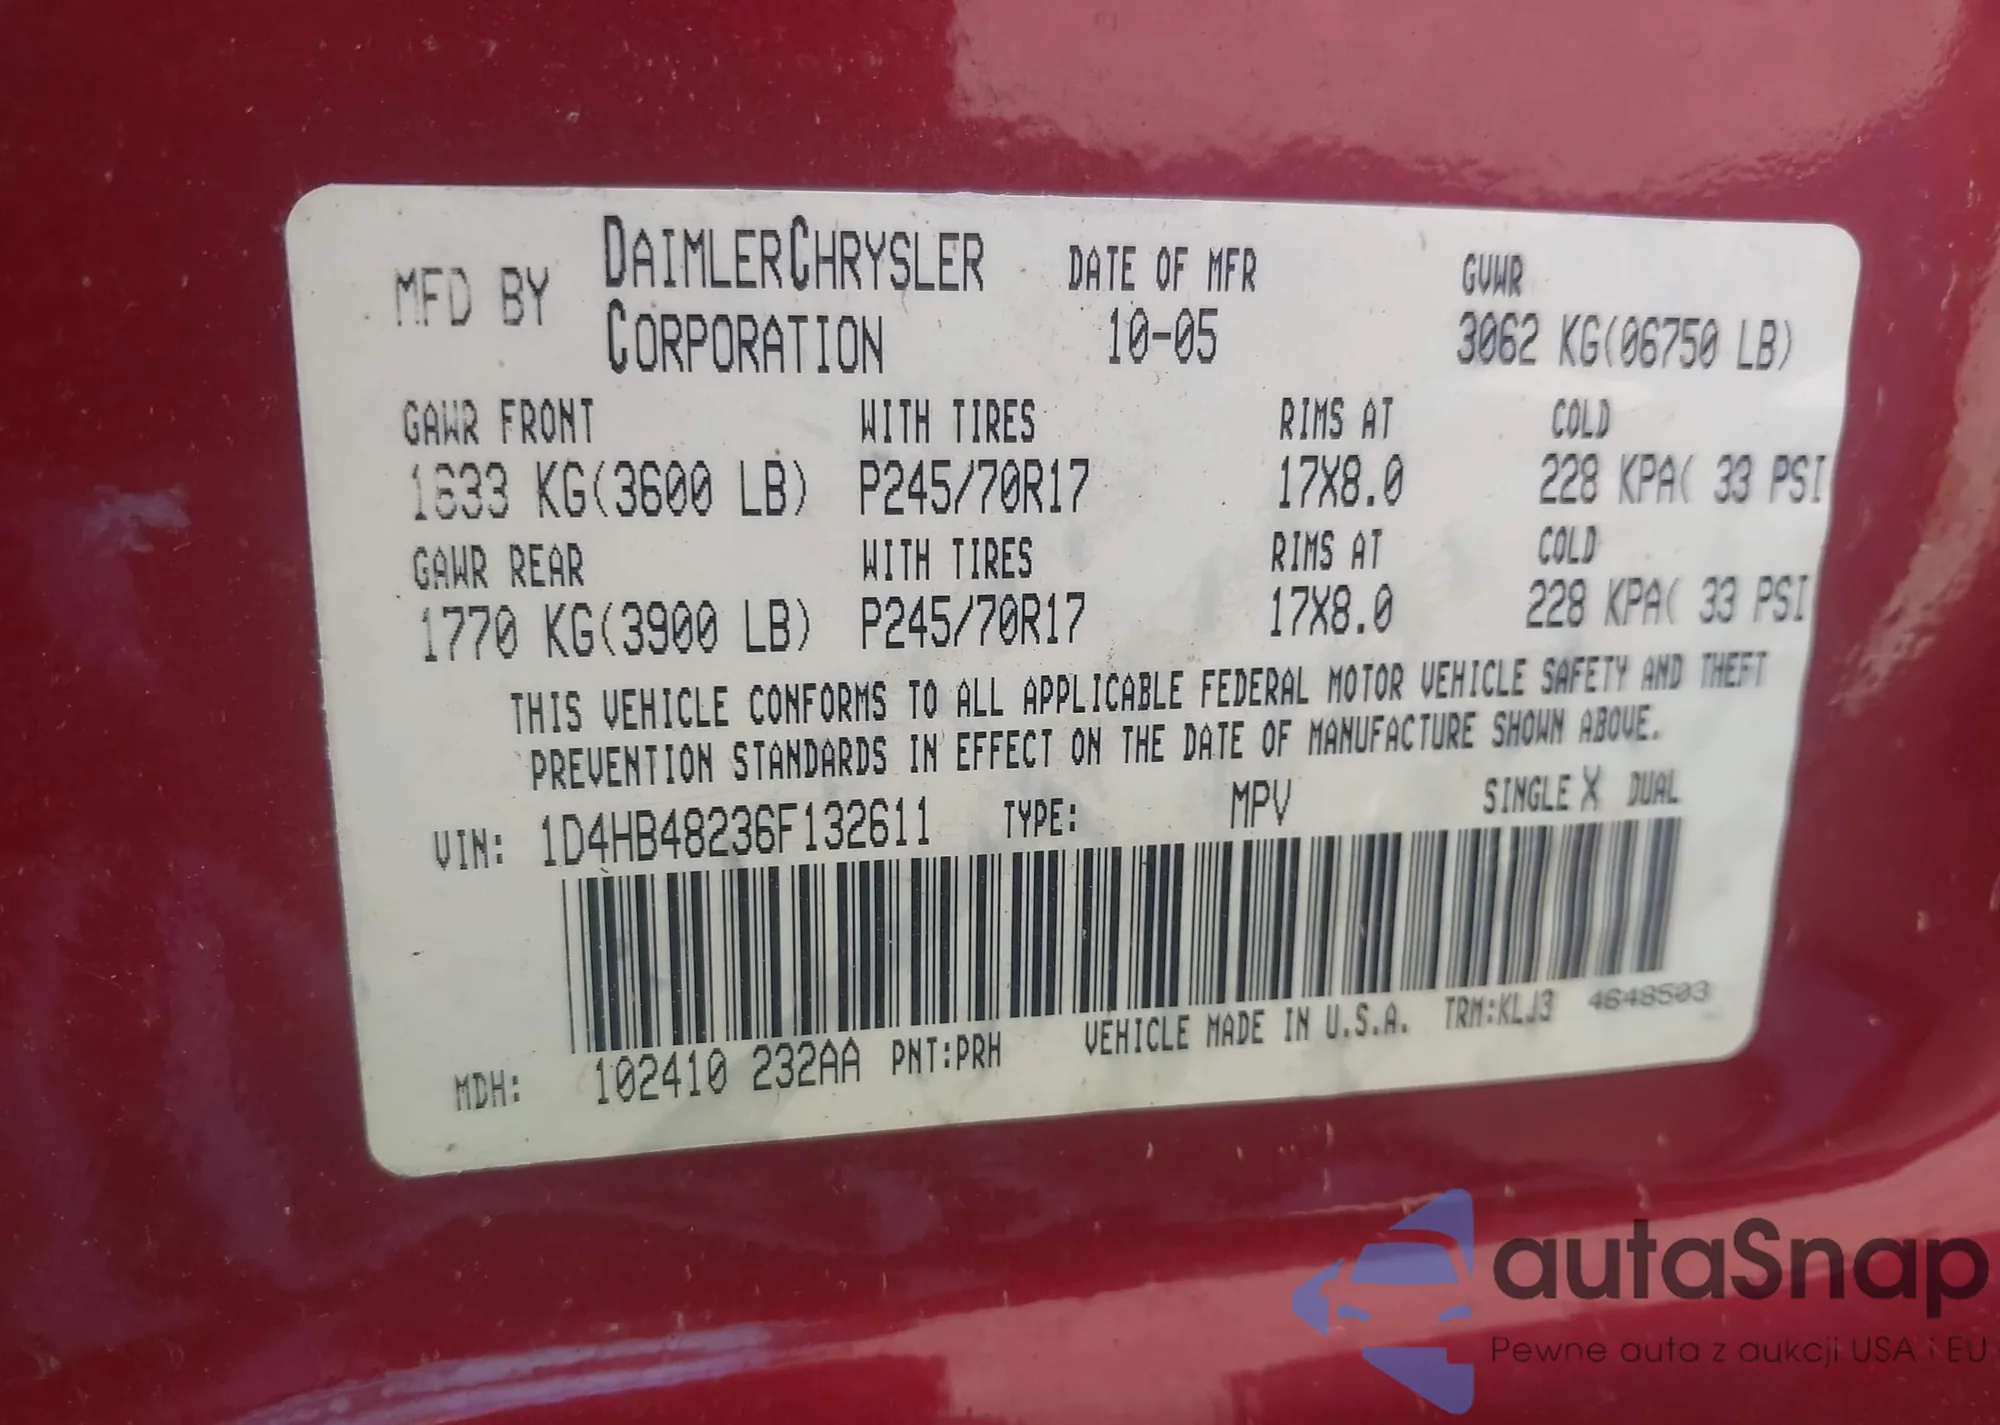 MFD BY DAIMLERCHRYSLER CORPORATION DATE OF MFR 10-05 GVWR 3062 KG(06750 LB)
GAWR FRONT WITH TIRES RIMS AT COLD
1633 KG(3600 LB) P245/70R17 17X8.0 228 KPA( 33 PSI
GAWR REAR WITH TIRES RIMS AT COLD
1770 KG(3900 LB) P245/70R17 17X8.0 228 KPA( 33 PSI
THIS VEHICLE CONFORMS TO ALL APPLICABLE FEDERAL MOTOR VEHICLE SAFETY AND THEFT
PREVENTION STANDARDS IN EFFECT ON THE DATE OF MANUFACTURE SHOWN ABOVE.
VIN: 1D4HB48236F132611 TYPE: MPV SINGLE X DUAL
MDH: 102410 232AA PNT:PRH VEHICLE MADE IN U.S.A. TRM:KLJ3 4648503
autaSnap
Pewne auta z aukcji USA i EU